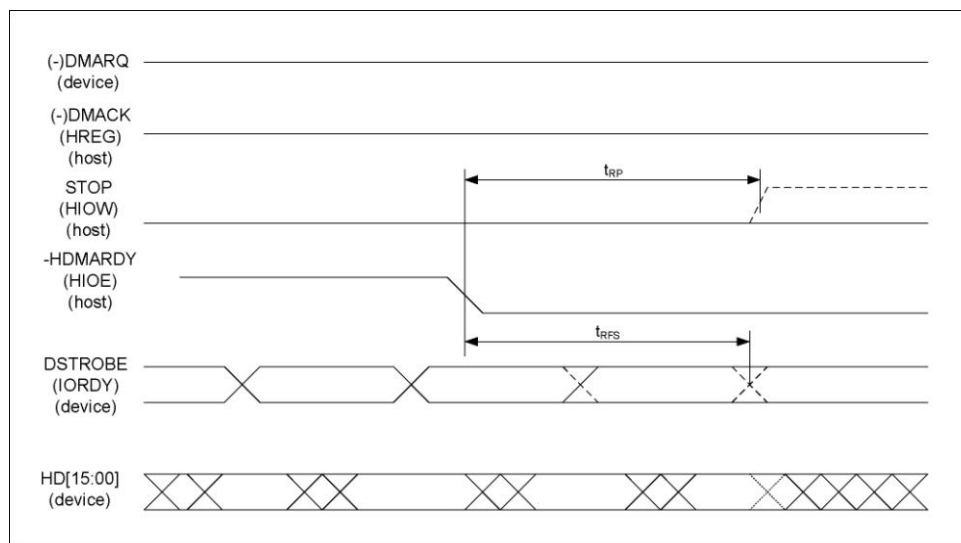 (-)DMARQ
(device)
(-)DMACK
(HREG)
(host)
STOP
(HIOW)
(host)
tRP
-HDMARDY
(HIOE)
(host)
tRFS
DSTROBE
(IORDY)
(device)
HD[15:00]
(device)